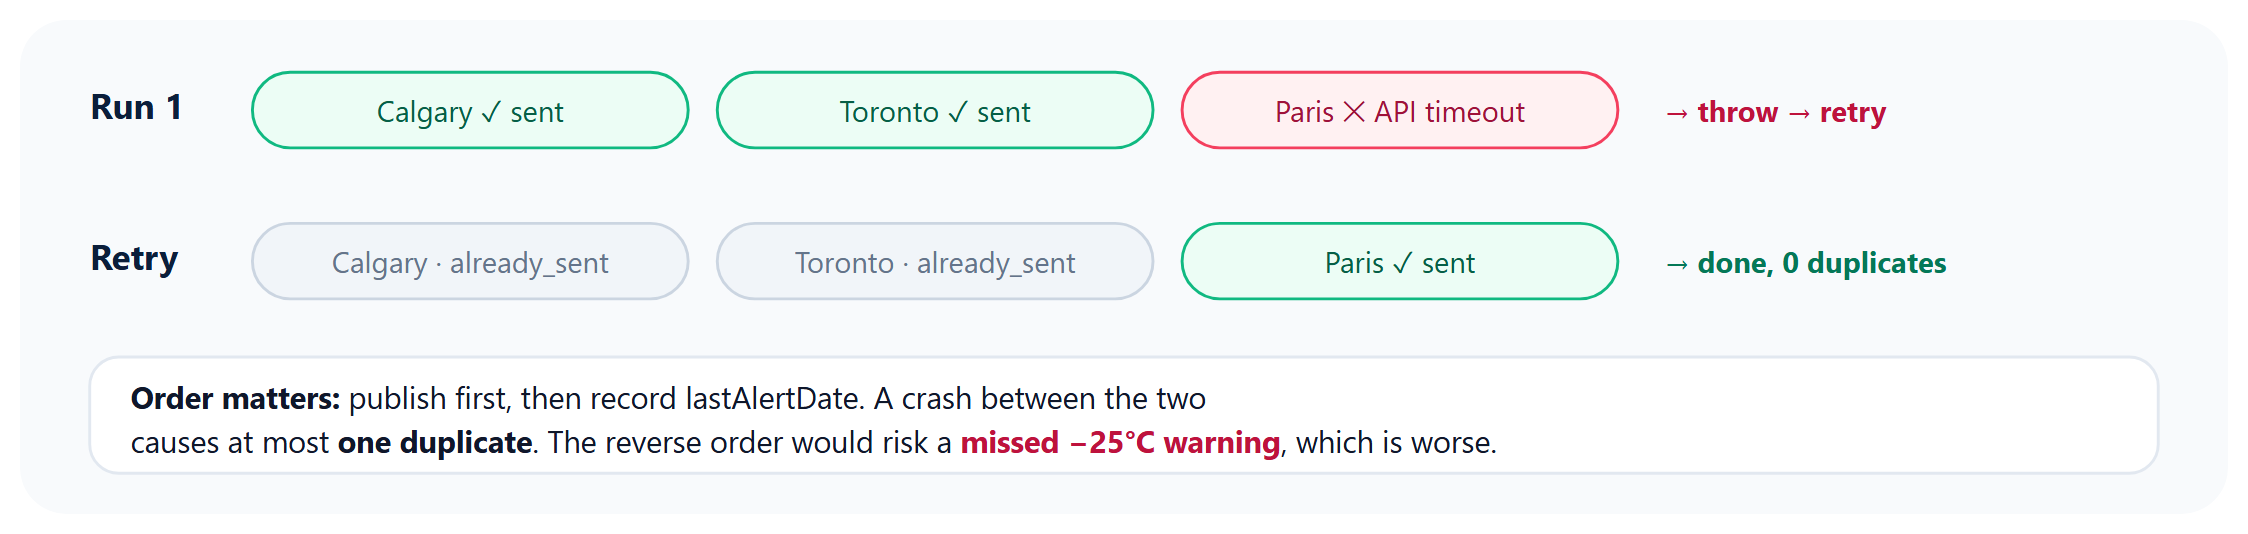 Run 1 Calgary ✓ sent Toronto ✓ sent Paris ✕ API timeout → throw → retry
Retry Calgary · already_sent Toronto · already_sent Paris ✓ sent → done, 0 duplicates
Order matters: publish first, then record lastAlertDate. A crash between the two
causes at most one duplicate. The reverse order would risk a missed −25°C warning, which is worse.